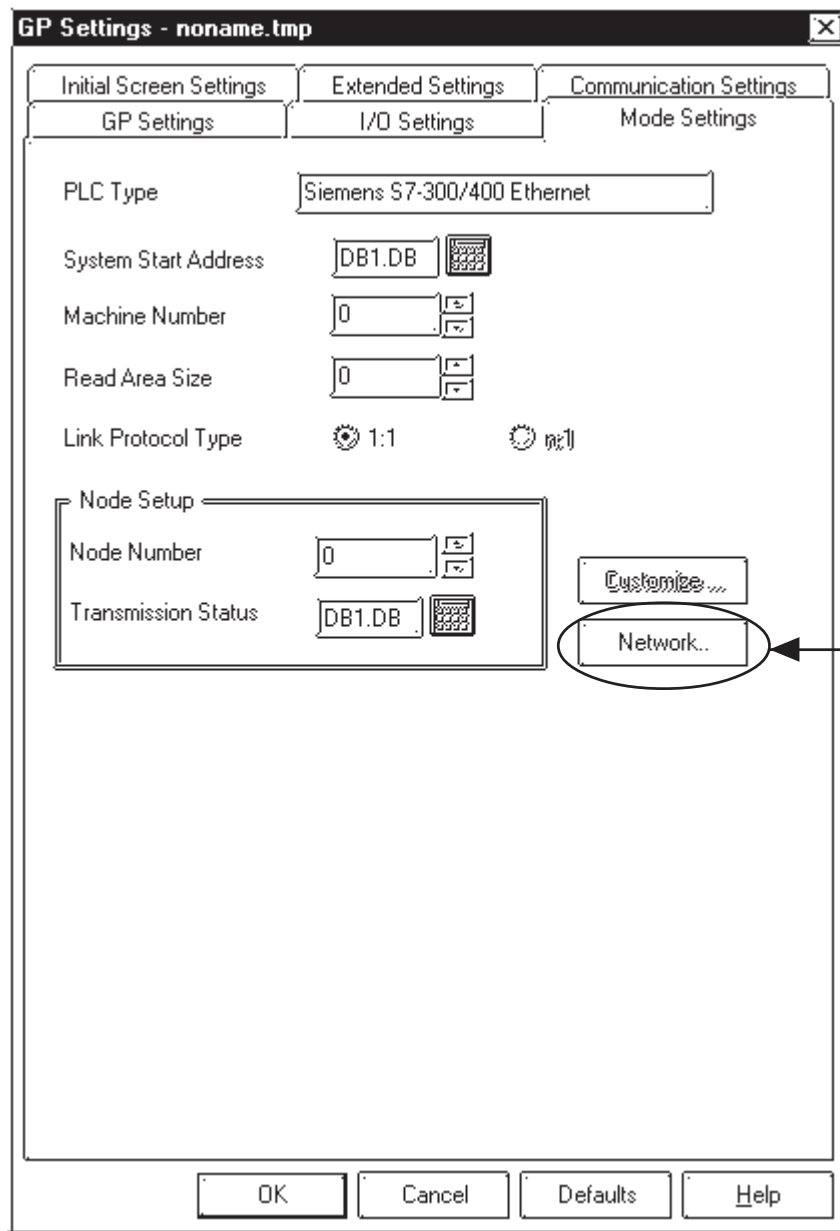 GP Settings - noname.tmp
Initial Screen Settings Extended Settings Communication Settings
GP Settings I/O Settings Mode Settings
PLC Type Siemens S7-300/400 Ethernet
System Start Address DB1.DB
Machine Number 0
Read Area Size 0
Link Protocol Type 1:1 n:1
Node Setup
Node Number 0
Customize ...
Transmission Status DB1.DB
Network..
OK Cancel Defaults Help